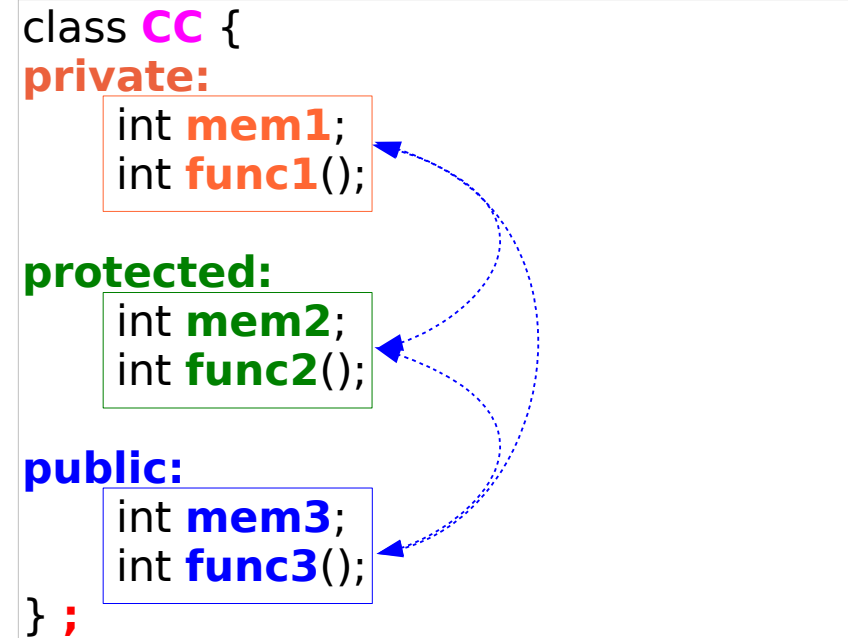 class CC {
private:
int mem1;
int func1();
protected:
int mem2;
int func2();
public:
int mem3;
int func3();
} ;